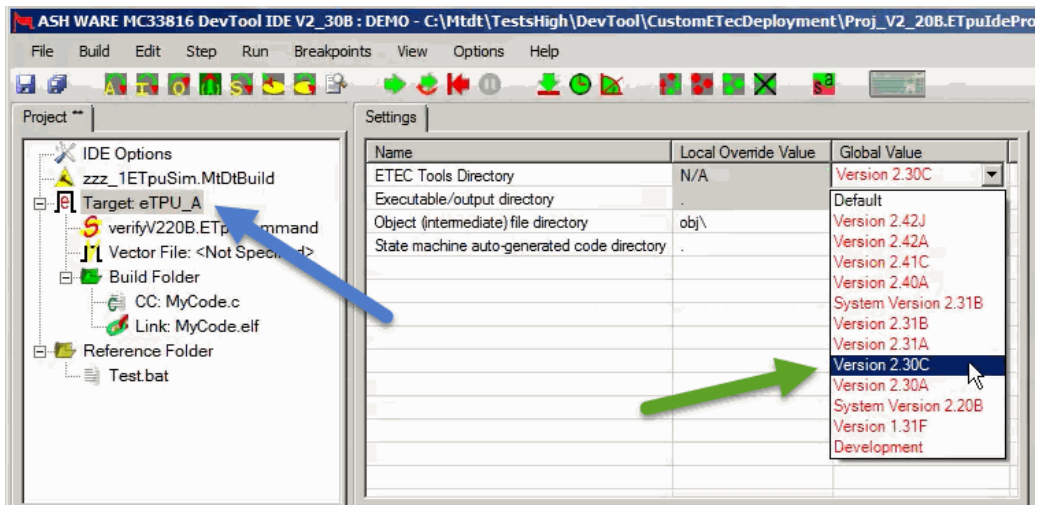 ASH WARE MC33816 DevTool IDE V2_30B : DEMO - C:\Mtdt\TestsHigh\DevTool\CustomETecDeployment\Proj_V2_20B.ETpuIdePro
File Build Edit Step Run Breakpoints View Options Help
Project **
IDE Options
zzz_1ETpuSim.MtDtBuild
Target: eTPU_A
Vector File: <Not
Build Folder
CC: MyCode.c
Link: MyCode.elf
Reference Folder
Test.bat
Settings
Name Local Override Value Global Value
ETEC Tools Directory N/A Version 2.30C
Executable/output directory .
Object (intermediate) file directory obj\
State machine auto-generated code directory .
Default
Version 2.42J
Version 2.42A
Version 2.41C
Version 2.40A
System Version 2.31B
Version 2.31B
Version 2.31A
Version 2.30C
Version 2.30A
System Version 2.20B
Version 1.31F
Development